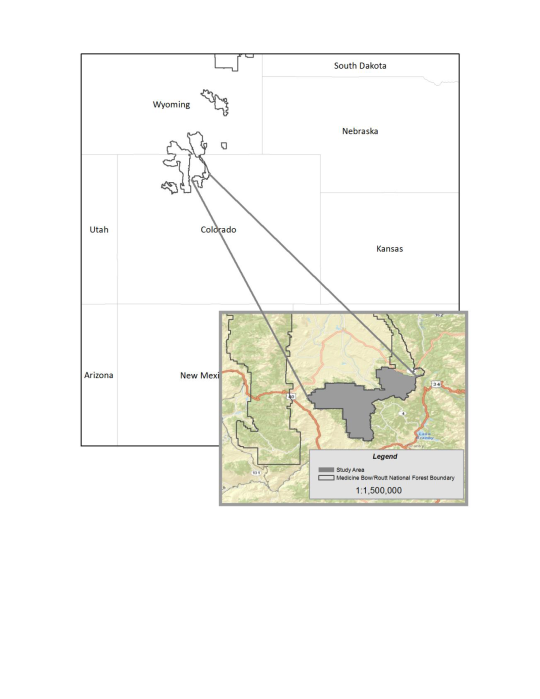 South Dakota
Wyoming
Nebraska
Utah
Colorado
Kansas
Arizona
New Mexi
Legend
Study Area
Medicine Bow/Routt National Forest Boundary
1:1,500,000